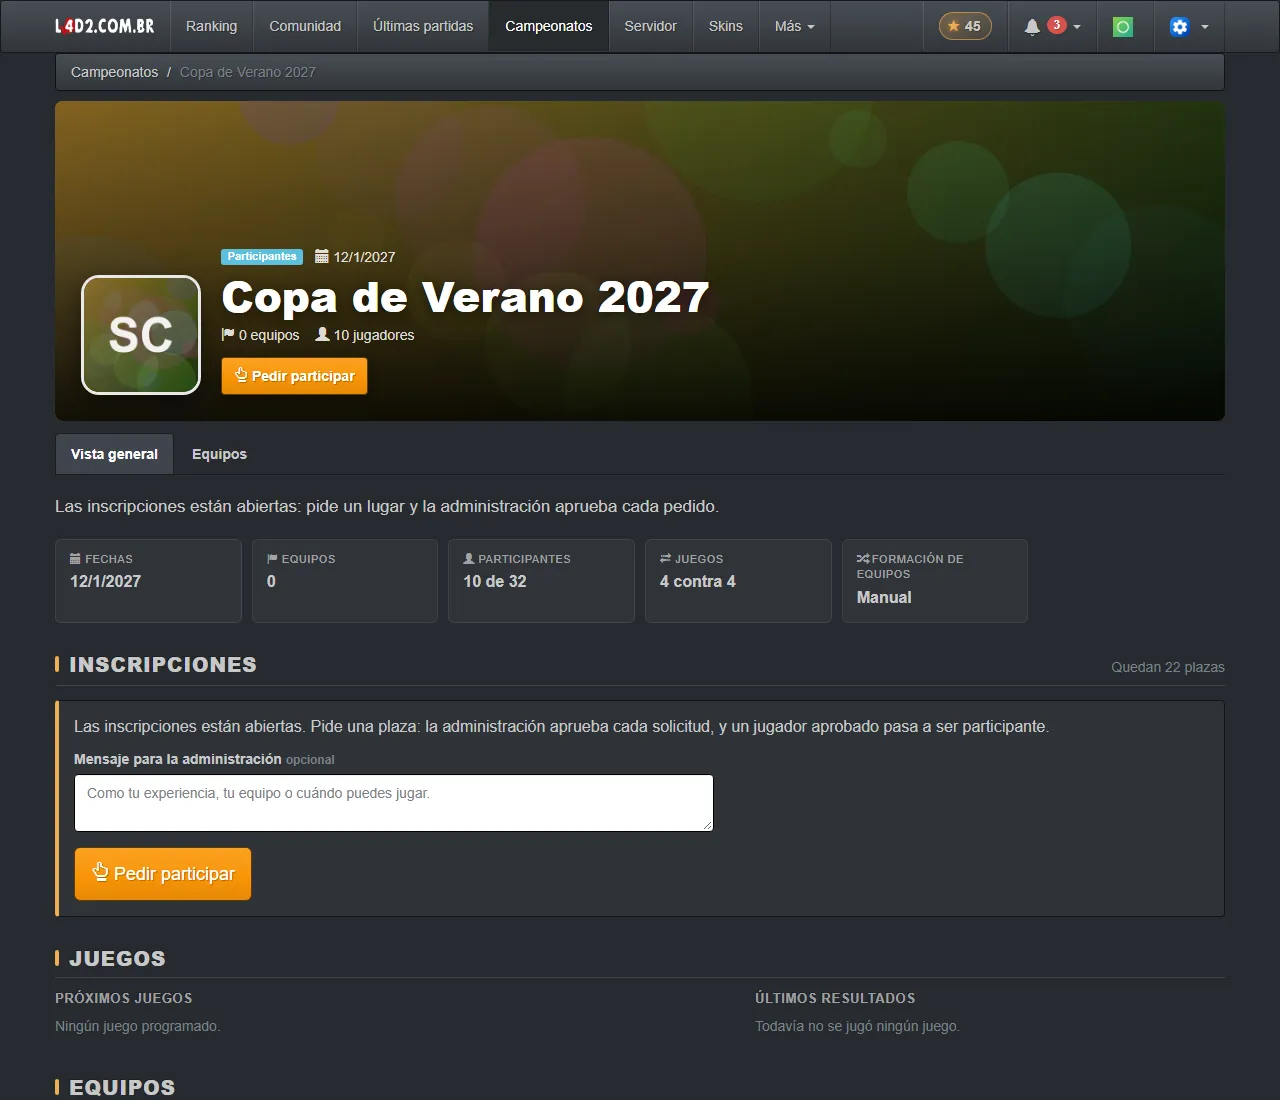 L4D2.COM.BR
Ranking
Comunidad
Últimas partidas
Campeonatos
Servidor
Skins
Más
45
3
Campeonatos / Copa de Verano 2027
Participantes 12/1/2027
SC
Copa de Verano 2027
0 equipos 10 jugadores
Pedir participar
Vista general
Equipos
Las inscripciones están abiertas: pide un lugar y la administración aprueba cada pedido.
FECHAS
12/1/2027
EQUIPOS
0
PARTICIPANTES
10 de 32
JUEGOS
4 contra 4
FORMACIÓN DE
EQUIPOS
Manual
INSCRIPCIONES
Quedan 22 plazas
Las inscripciones están abiertas. Pide una plaza: la administración aprueba cada solicitud, y un jugador aprobado pasa a ser participante.
Mensaje para la administración opcional
Como tu experiencia, tu equipo o cuándo puedes jugar.
Pedir participar
JUEGOS
PRÓXIMOS JUEGOS
Ningún juego programado.
ÚLTIMOS RESULTADOS
Todavía no se jugó ningún juego.
EQUIPOS